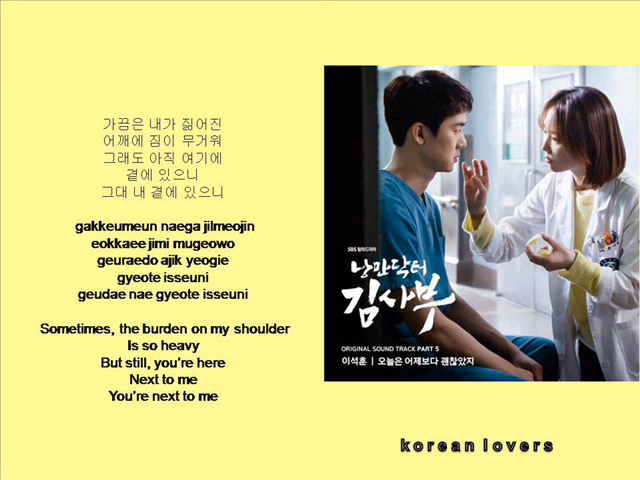 가끔은 내가 짊어진
어깨에 짐이 무거워
그래도 아직 여기에
곁에 있으니
그대 내 곁에 있으니
gakkeumeun naega jilmeojin
eokkaee jimi mugeowo
geuraedo ajik yeogie
gyeote isseuni
geudae nae gyeote isseuni
Sometimes, the burden on my shoulder
Is so heavy
But still, you're here
Next to me
You're next to me
SBS 월화드라마
낭만닥터
김사부
ORIGINAL SOUND TRACK PART 5
이석훈 | 오늘은 어제보다 괜찮았지
korean lovers